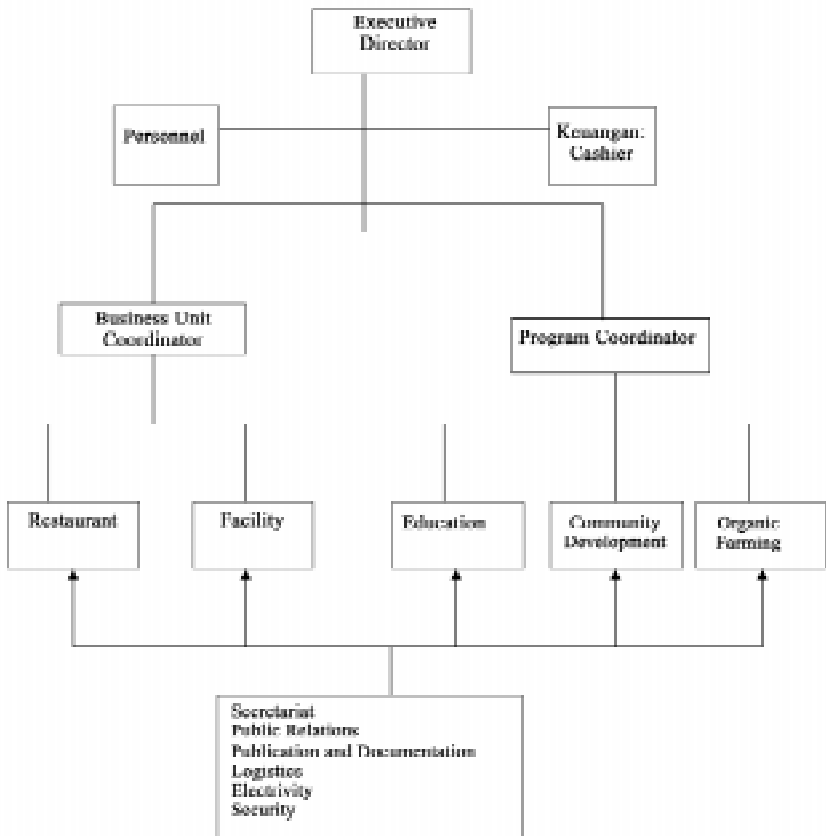 Executive
Director
Personnel
Keuangan:
Cashier
Business Unit
Coordinator
Program Coordinator
Restaurant
Facility
Education
Community
Development
Organic
Farming
Secretariat
Public Relations
Publication and Documentation
Logistics
Electrivity
Security